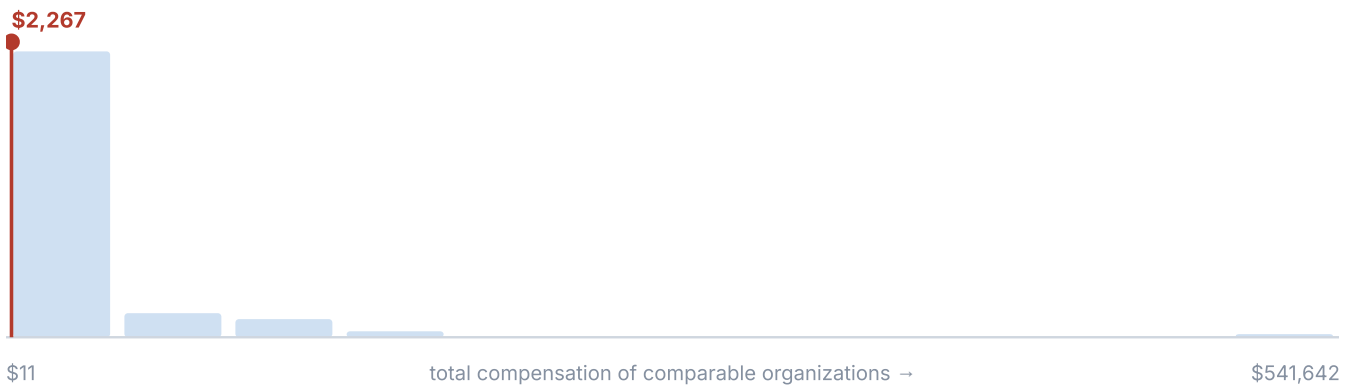 $2,267
$11
total compensation of comparable organizations →
$541,642